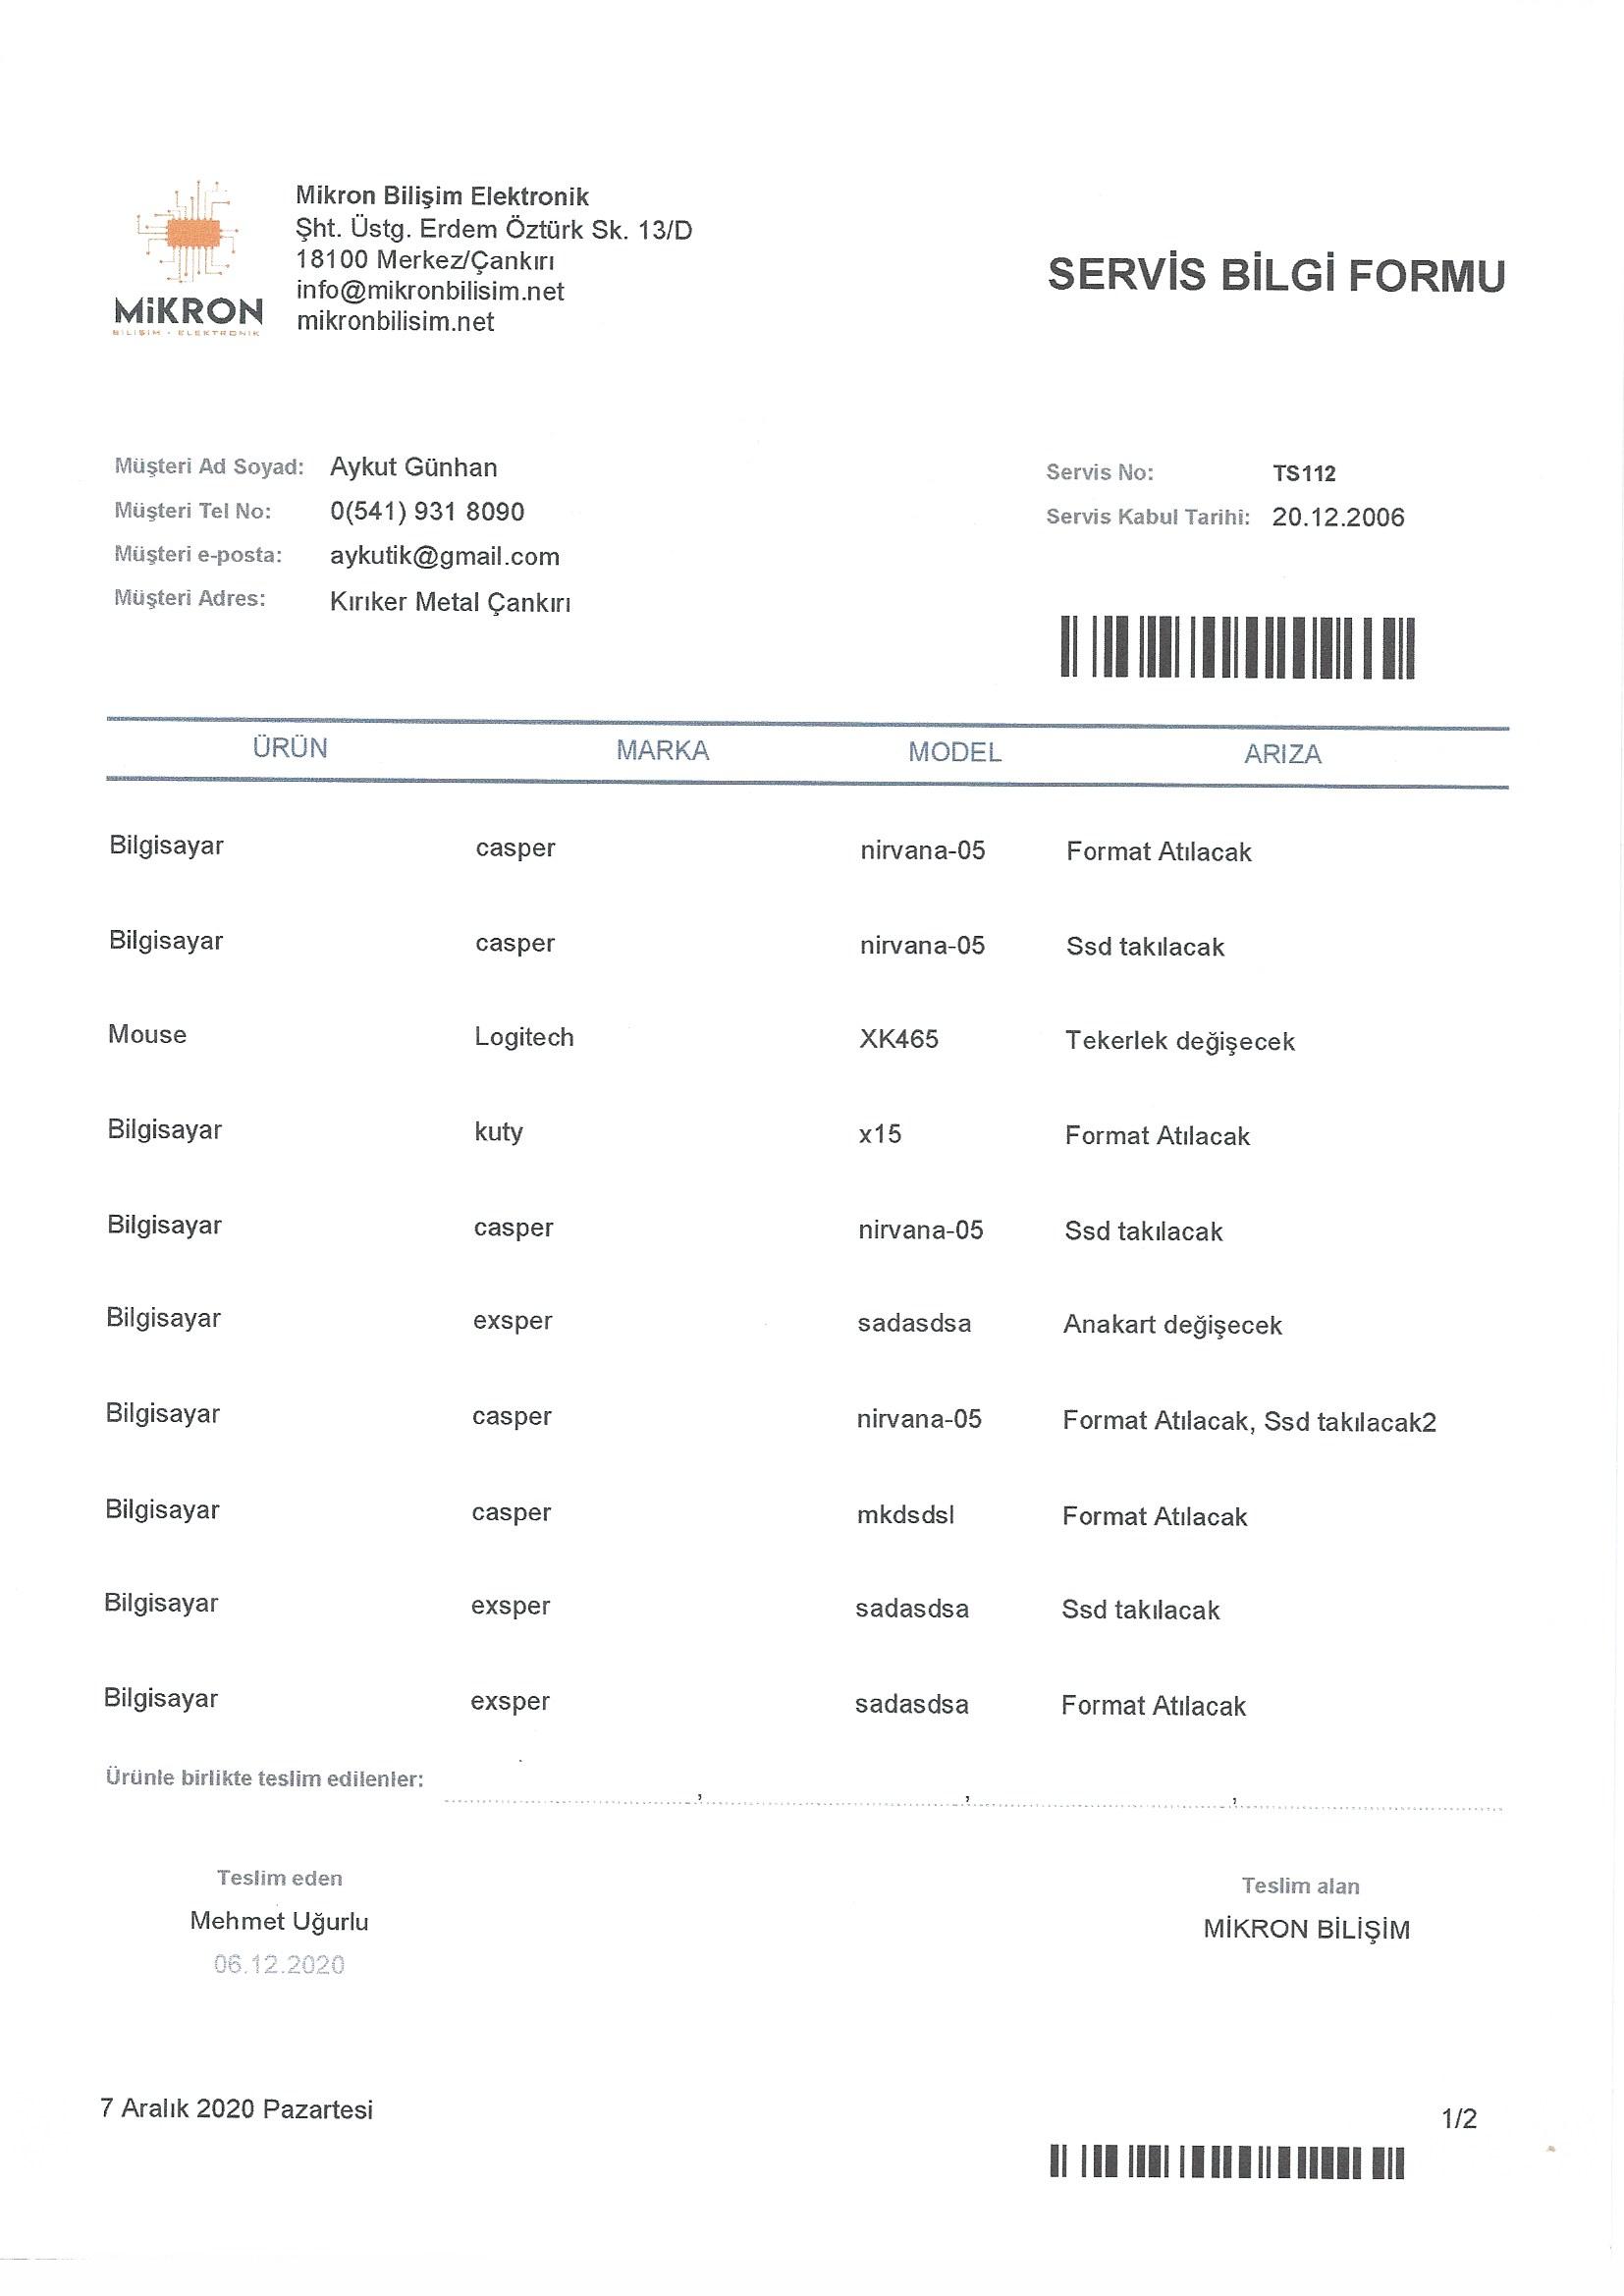 MiKRON
BİLİŞİM - ELEKTRONİK
Mikron Bilişim Elektronik
Şht. Üstg. Erdem Öztürk Sk. 13/D
18100 Merkez/Çankırı
info@mikronbilisim.net
mikronbilisim.net
SERVİS BİLGİ FORMU
Müşteri Ad Soyad: Aykut Günhan
Müşteri Tel No: 0(541) 931 8090
Müşteri e-posta: aykutik@gmail.com
Müşteri Adres: Kırıker Metal Çankırı
Servis No: TS112
Servis Kabul Tarihi: 20.12.2006
ÜRÜN MARKA MODEL ARIZA
Bilgisayar casper nirvana-05 Format Atılacak
Bilgisayar casper nirvana-05 Ssd takılacak
Mouse Logitech XK465 Tekerlek değişecek
Bilgisayar kuty x15 Format Atılacak
Bilgisayar casper nirvana-05 Ssd takılacak
Bilgisayar exsper sadasdsa Anakart değişecek
Bilgisayar casper nirvana-05 Format Atılacak, Ssd takılacak2
Bilgisayar casper mkdsdsl Format Atılacak
Bilgisayar exsper sadasdsa Ssd takılacak
Bilgisayar exsper sadasdsa Format Atılacak
Ürünle birlikte teslim edilenler: , , ,
Teslim eden
Mehmet Uğurlu
06.12.2020
Teslim alan
MİKRON BİLİŞİM
7 Aralık 2020 Pazartesi
1/2